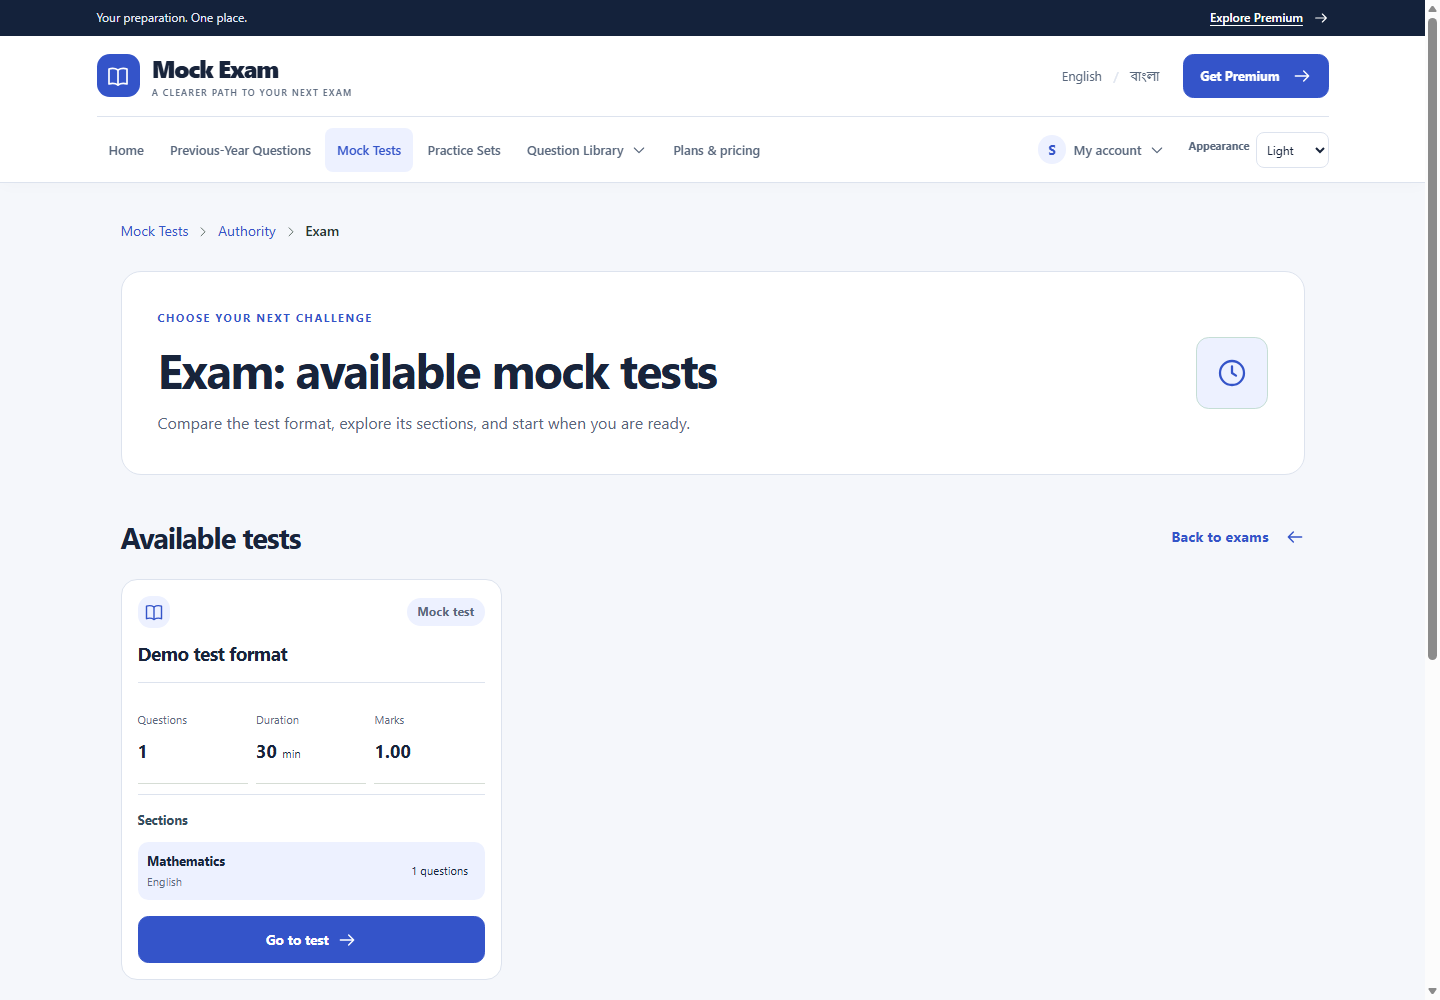 Your preparation. One place.
Explore Premium
Mock Exam
A CLEARER PATH TO YOUR NEXT EXAM
English / বাংলা
Get Premium
Home
Previous-Year Questions
Mock Tests
Practice Sets
Question Library
Plans & pricing
S
My account
Appearance
Light
Mock Tests
Authority
Exam
CHOOSE YOUR NEXT CHALLENGE
Exam: available mock tests
Compare the test format, explore its sections, and start when you are ready.
Available tests
Back to exams
Mock test
Demo test format
Questions
Duration
Marks
1
30 min
1.00
Sections
Mathematics
English
1 questions
Go to test